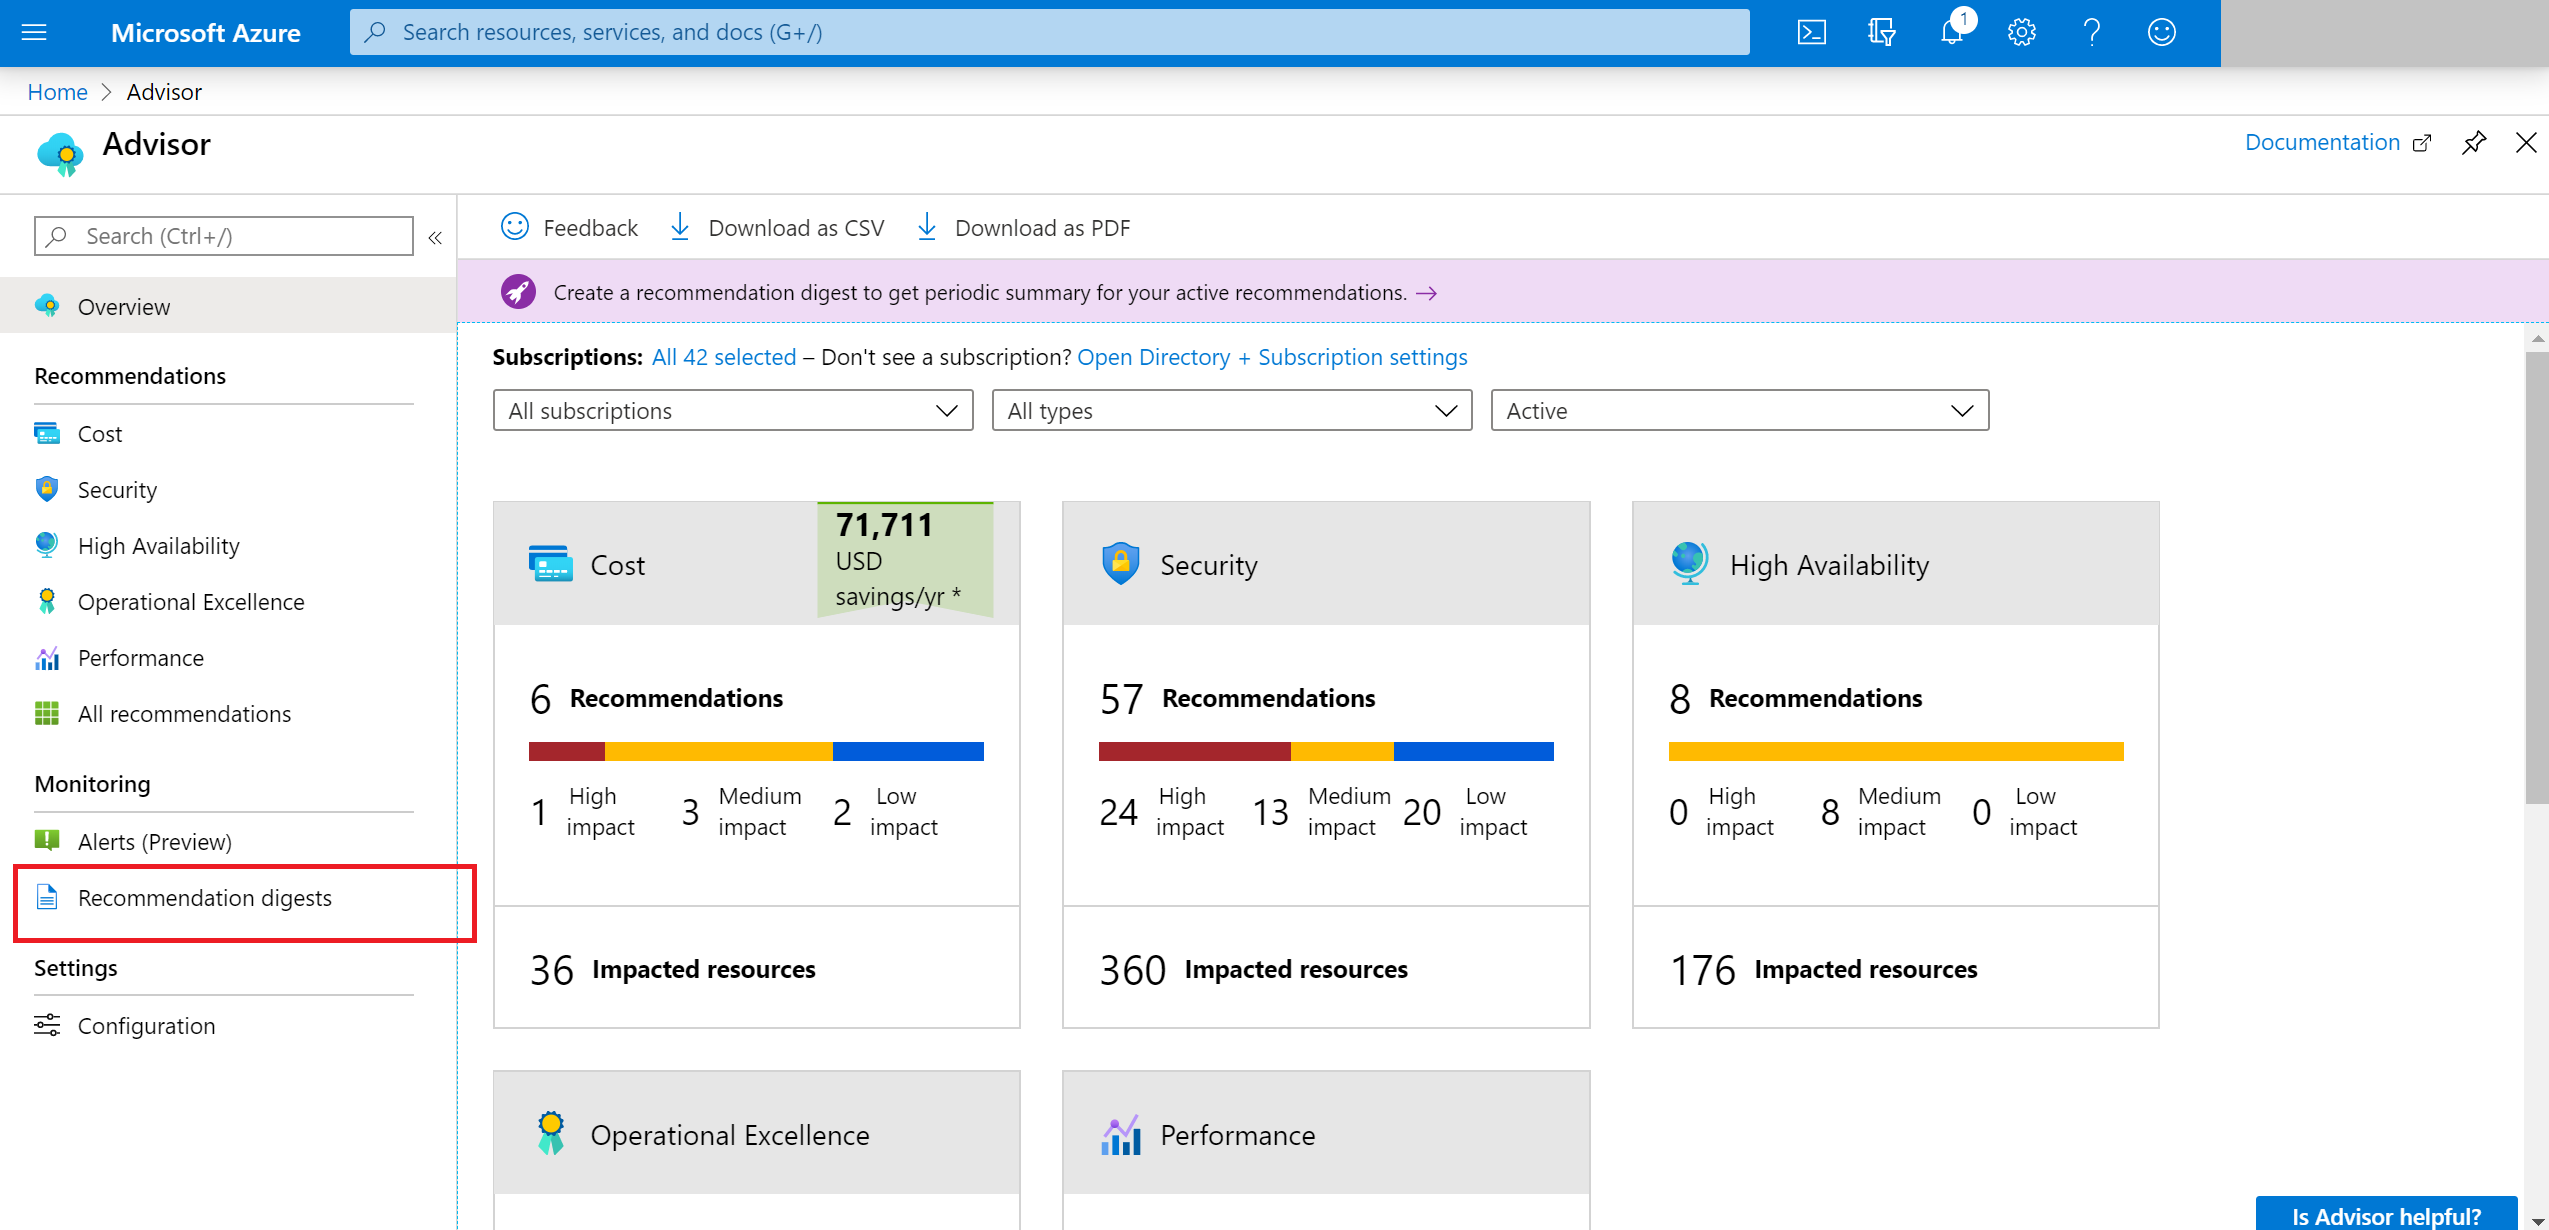 Microsoft Azure
Search resources, services, and docs (G+/)
1
Home > Advisor
Advisor
Documentation
Search (Ctrl+/)
«
Overview
Recommendations
Cost
Security
High Availability
Operational Excellence
Performance
All recommendations
Monitoring
Alerts (Preview)
Recommendation digests
Settings
Configuration
Feedback
Download as CSV
Download as PDF
Create a recommendation digest to get periodic summary for your active recommendations. →
Subscriptions: All 42 selected – Don't see a subscription? Open Directory + Subscription settings
All subscriptions
All types
Active
Cost
71,711
USD
savings/yr *
6 Recommendations
1 High impact
3 Medium impact
2 Low impact
36 Impacted resources
Security
57 Recommendations
24 High impact
13 Medium impact
20 Low impact
360 Impacted resources
High Availability
8 Recommendations
0 High impact
8 Medium impact
0 Low impact
176 Impacted resources
Operational Excellence
Performance
Is Advisor helpful?